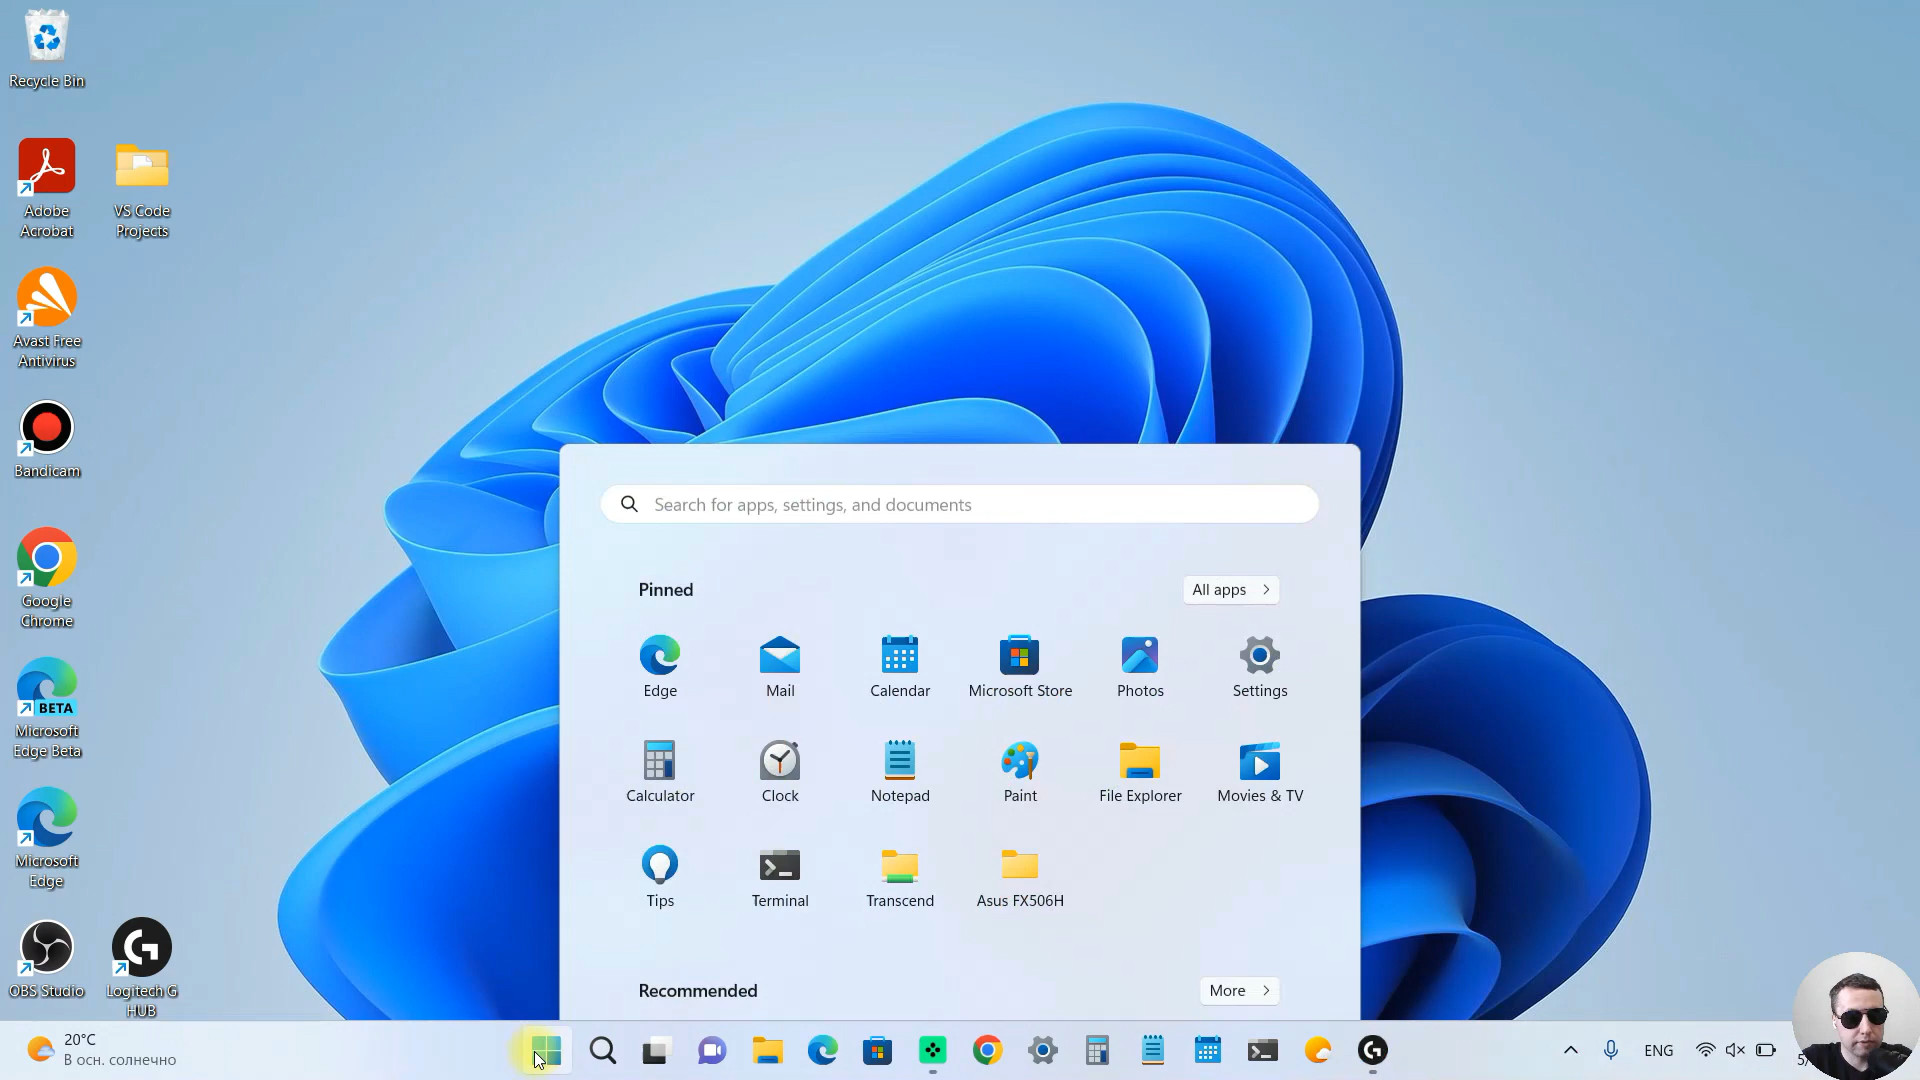 Recycle Bin
Adobe
Acrobat
VS Code
Projects
Avast Free
Antivirus
Bandicam
Google
Chrome
BETA
Microsoft
Edge Beta
Microsoft
Edge
OBS Studio
Logitech G
HUB
Search for apps, settings, and documents
Pinned
All apps
Edge
Mail
Calendar
Microsoft Store
Photos
Settings
Calculator
Clock
Notepad
Paint
File Explorer
Movies & TV
Tips
Terminal
Transcend
Asus FX506H
Recommended
More
20°C
В осн. солнечно
ENG